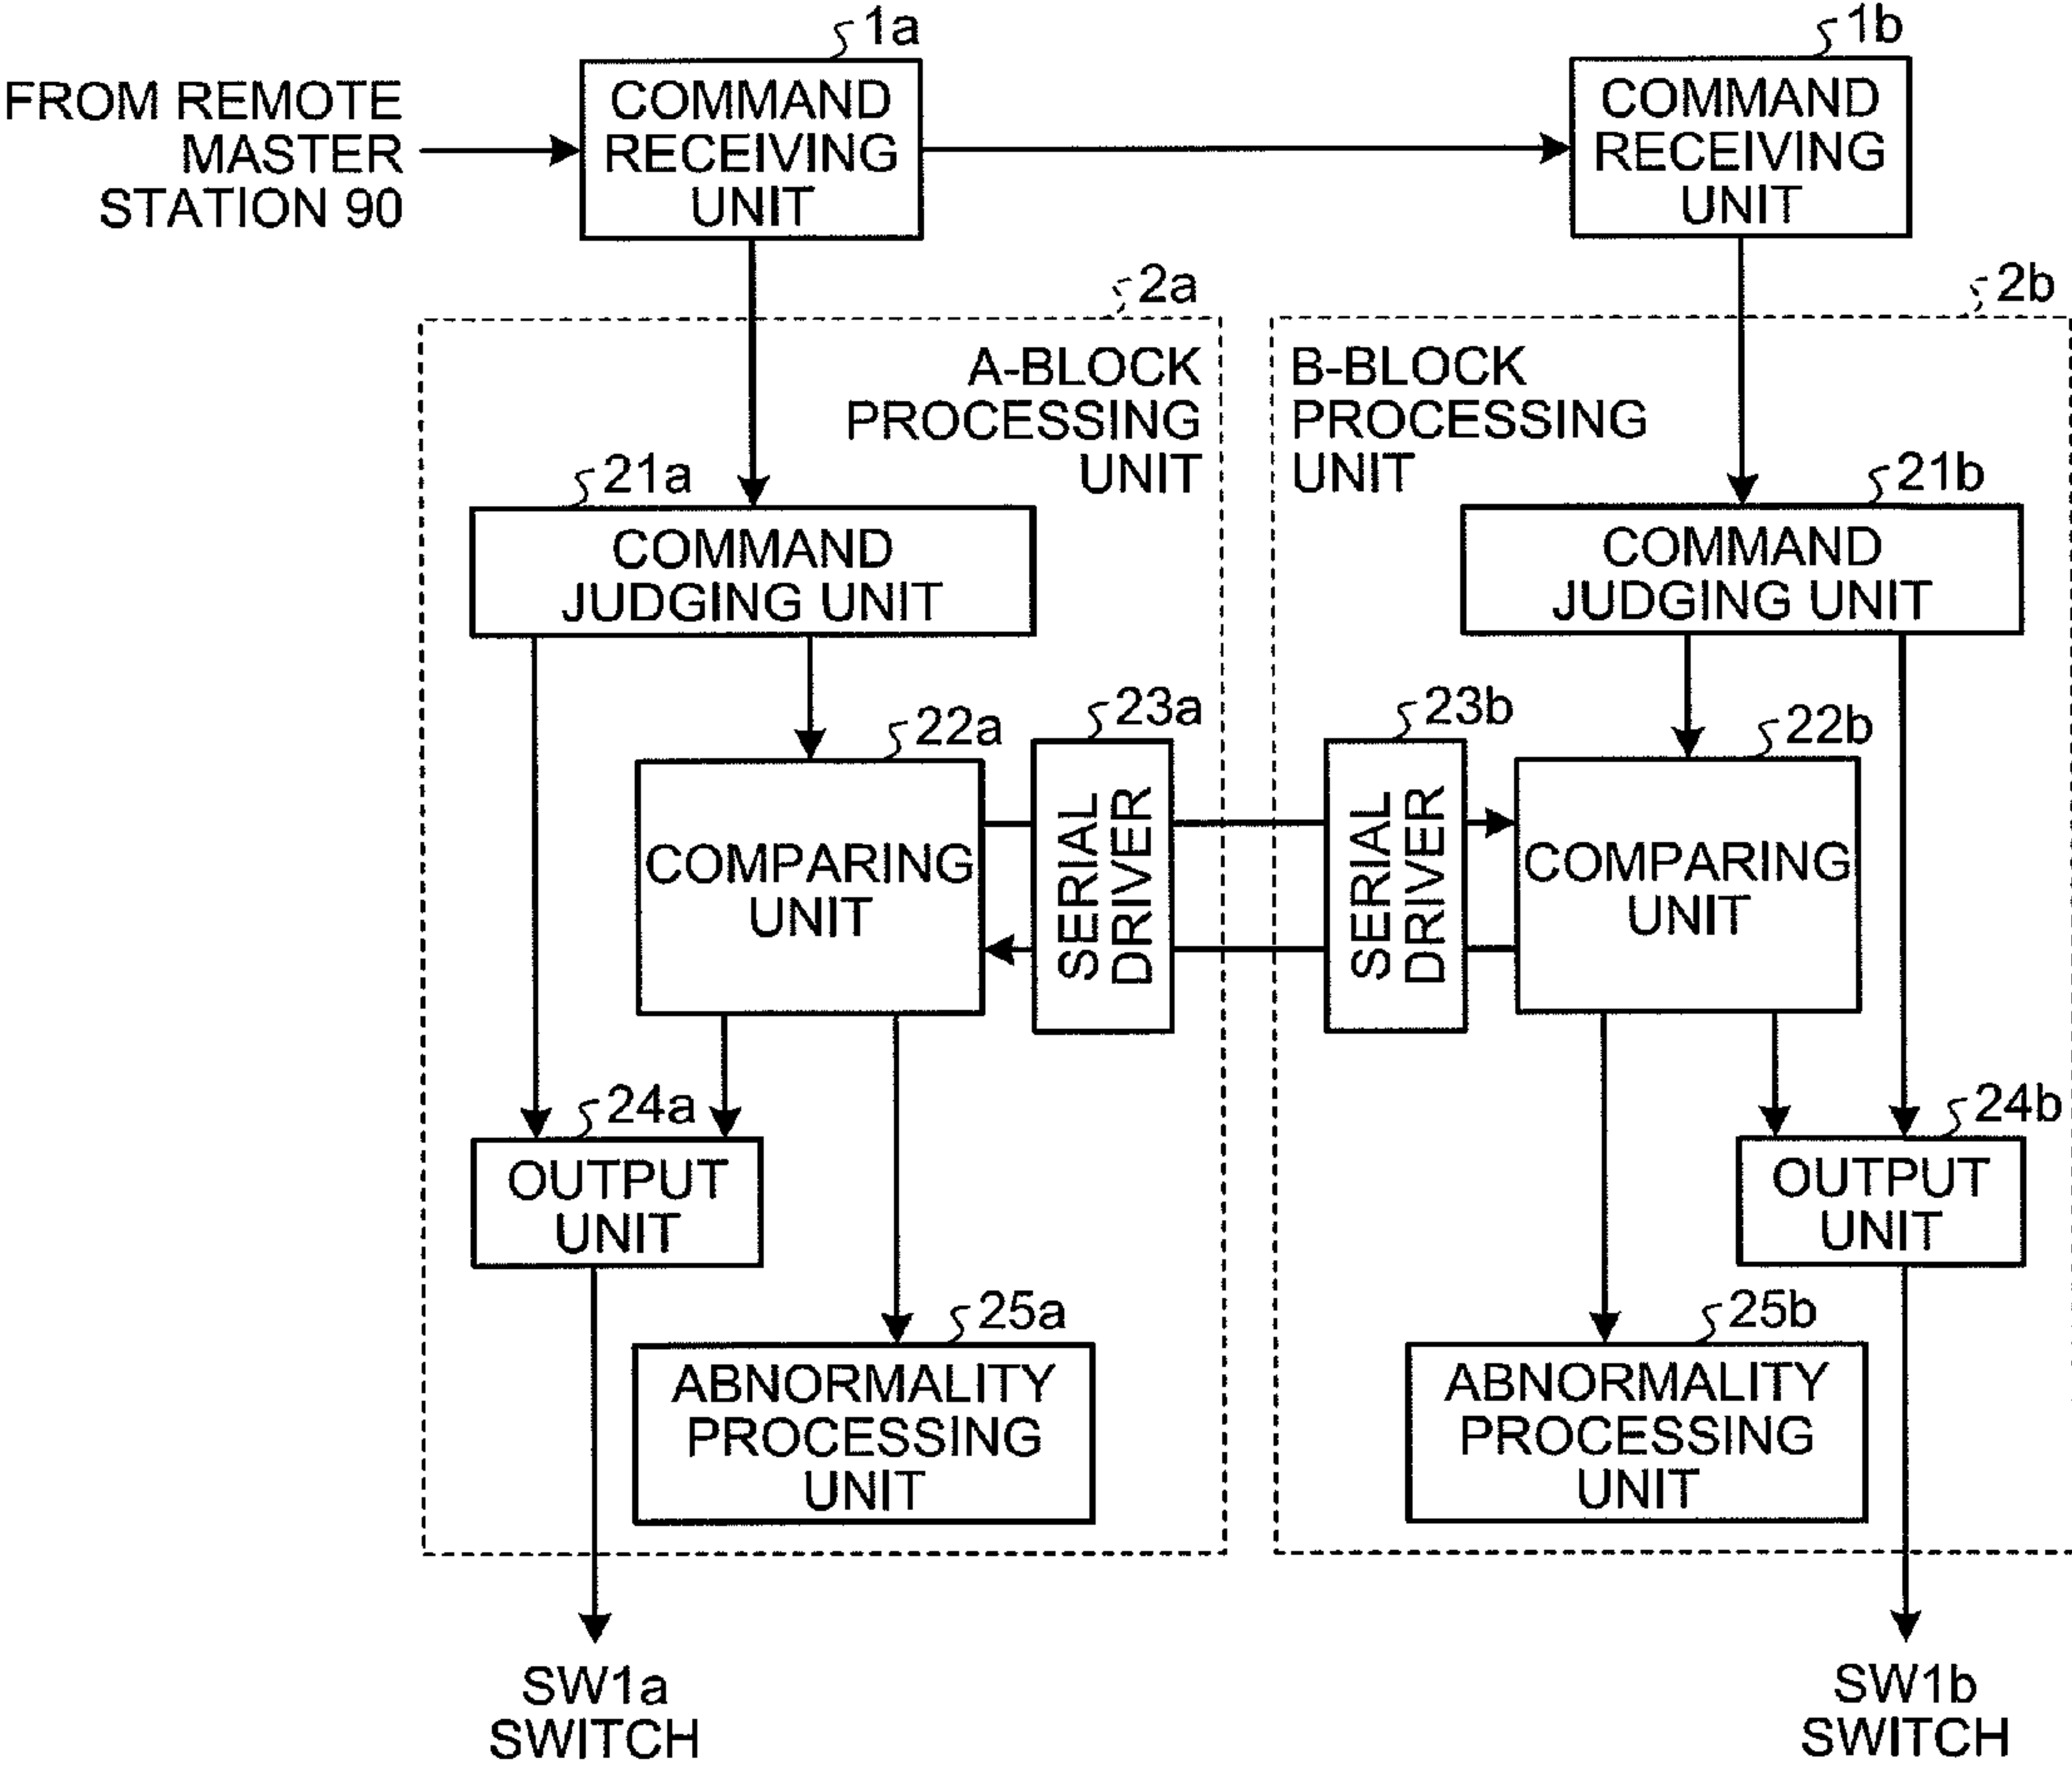 1a
1b
FROM REMOTE
MASTER
STATION 90
COMMAND
RECEIVING
UNIT
COMMAND
RECEIVING
UNIT
2a
2b
A-BLOCK
PROCESSING
UNIT
B-BLOCK
PROCESSING
UNIT
21a
21b
COMMAND
JUDGING UNIT
COMMAND
JUDGING UNIT
22a
23a
23b
22b
COMPARING
UNIT
SERIAL
DRIVER
SERIAL
DRIVER
COMPARING
UNIT
24a
24b
OUTPUT
UNIT
OUTPUT
UNIT
25a
25b
ABNORMALITY
PROCESSING
UNIT
ABNORMALITY
PROCESSING
UNIT
SW1a
SWITCH
SW1b
SWITCH